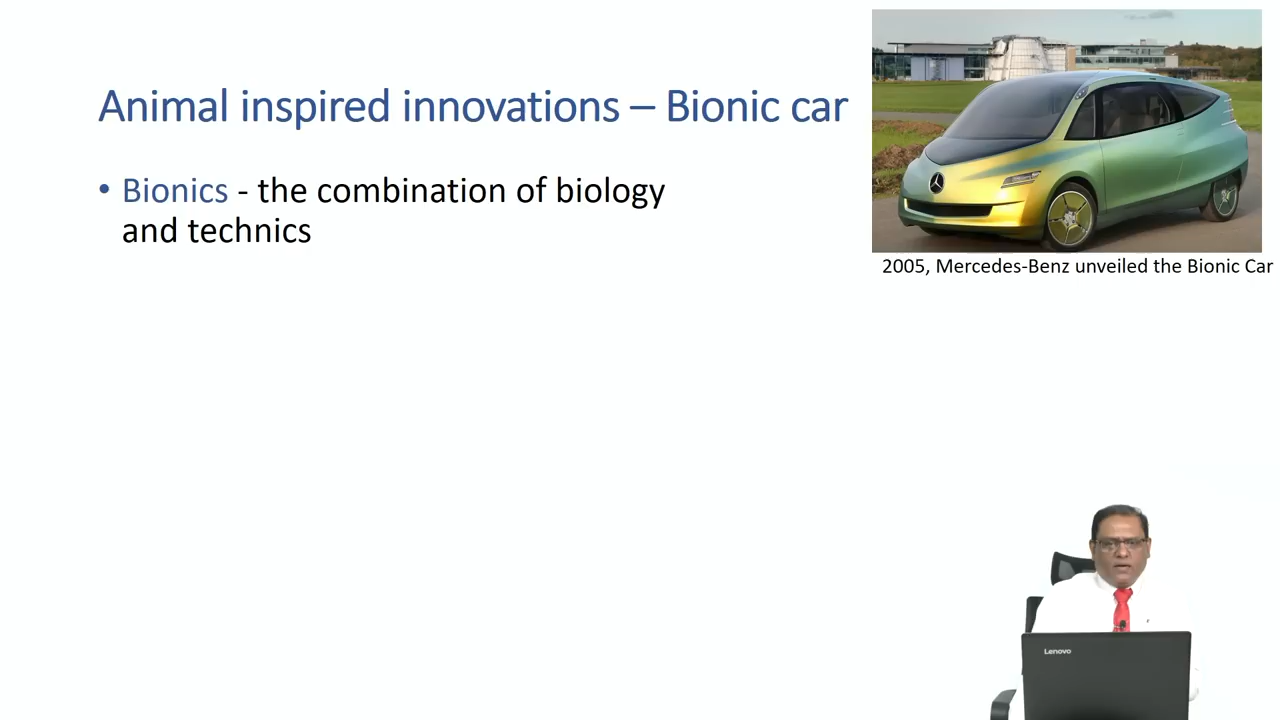 Animal inspired innovations – Bionic car
• Bionics - the combination of biology
and technics
2005, Mercedes-Benz unveiled the Bionic Car
Lenovo